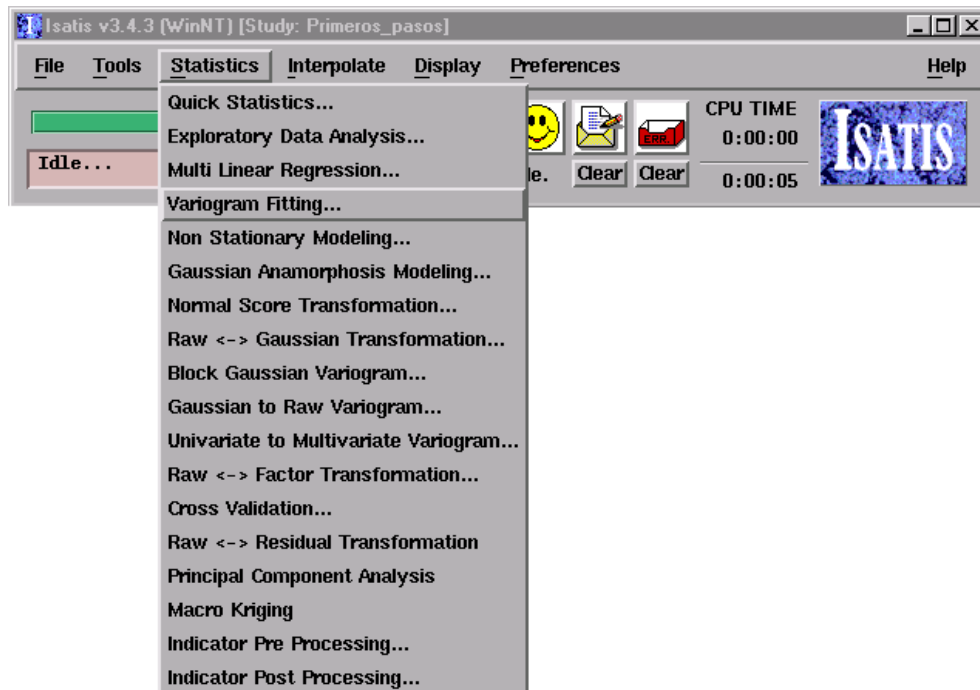 Isatis v3.4.3 (WinNT) [Study: Primeros_pasos]
File Tools Statistics Interpolate Display Preferences Help
Idle...
ERR.
le. Clear Clear
CPU TIME
0:00:00
0:00:05
ISATIS
Quick Statistics...
Exploratory Data Analysis...
Multi Linear Regression...
Variogram Fitting...
Non Stationary Modeling...
Gaussian Anamorphosis Modeling...
Normal Score Transformation...
Raw <-> Gaussian Transformation...
Block Gaussian Variogram...
Gaussian to Raw Variogram...
Univariate to Multivariate Variogram...
Raw <-> Factor Transformation...
Cross Validation...
Raw <-> Residual Transformation
Principal Component Analysis
Macro Kriging
Indicator Pre Processing...
Indicator Post Processing...